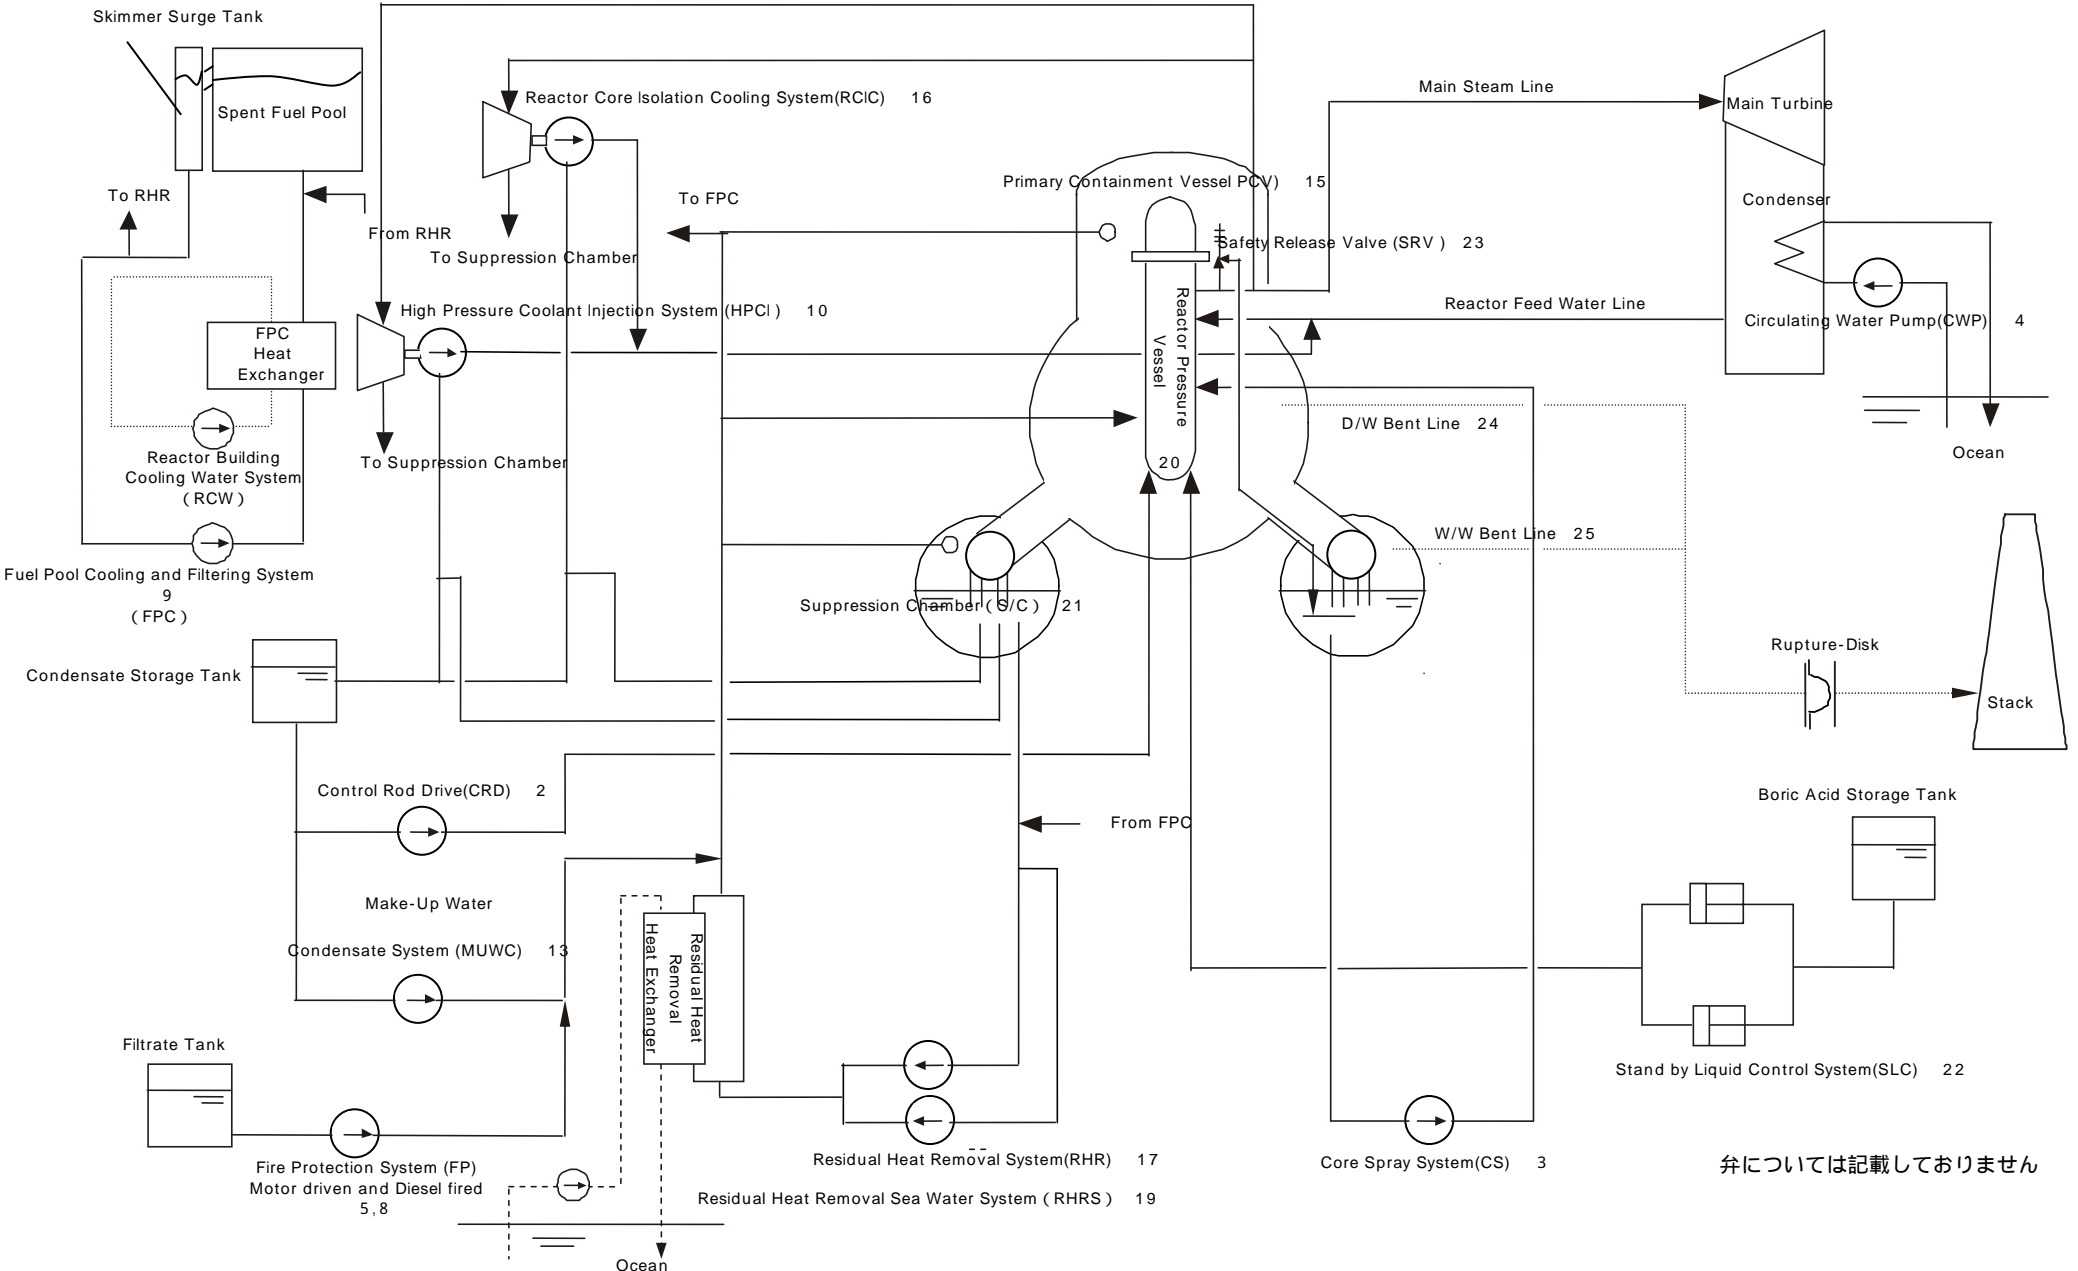 Skimmer Surge Tank
Spent Fuel Pool
Reactor Core Isolation Cooling System(RCIC) 16
Main Steam Line
Main Turbine
To RHR
From RHR
To FPC
Primary Containment Vessel PCV) 15
Condenser
To Suppression Chamber
Safety Release Valve (SRV ) 23
High Pressure Coolant Injection System (HPCI ) 10
Reactor Feed Water Line
Circulating Water Pump(CWP) 4
FPC
Heat
Exchanger
Reactor Pressure
Vessel
20
D/W Bent Line 24
Ocean
To Suppression Chamber
Reactor Building
Cooling Water System
(RCW)
W/W Bent Line 25
Fuel Pool Cooling and Filtering System
9
(FPC)
Suppression Chamber(S/C) 21
Rupture-Disk
Condensate Storage Tank
Stack
Control Rod Drive(CRD) 2
Boric Acid Storage Tank
From FPC
Make-Up Water
Condensate System (MUWC) 13
Residual Heat
Removal
Heat Exchanger
Filtrate Tank
Stand by Liquid Control System(SLC) 22
Fire Protection System (FP)
Motor driven and Diesel fired
5,8
Residual Heat Removal System(RHR) 17
Core Spray System(CS) 3
弁については記載しておりません
Residual Heat Removal Sea Water System (RHRS) 19
Ocean